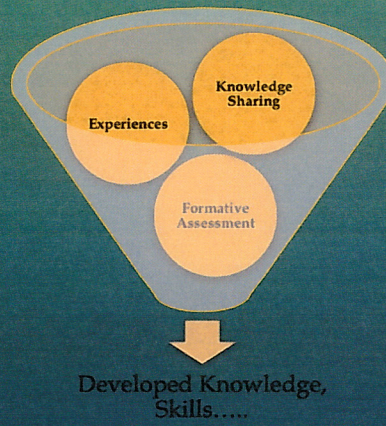 Knowledge
Sharing
Experiences
Formative
Assessment
Developed Knowledge,
Skills.....